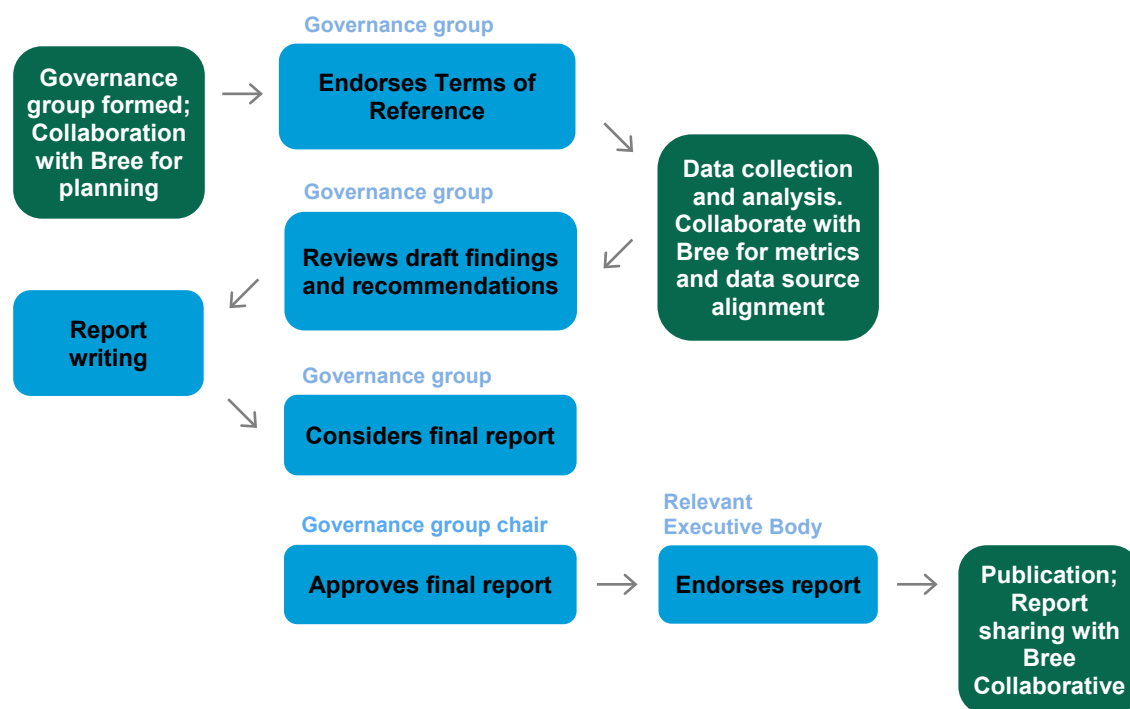 Governance group
Governance
group formed;
Collaboration
with Bree for
planning
Endorses Terms of
Reference
Data collection
and analysis.
Collaborate with
Bree for metrics
and data source
alignment
Governance group
Reviews draft findings
and recommendations
Report
writing
Governance group
Considers final report
Governance group chair
Approves final report
Relevant
Executive Body
Endorses report
Publication;
Report
sharing with
Bree
Collaborative